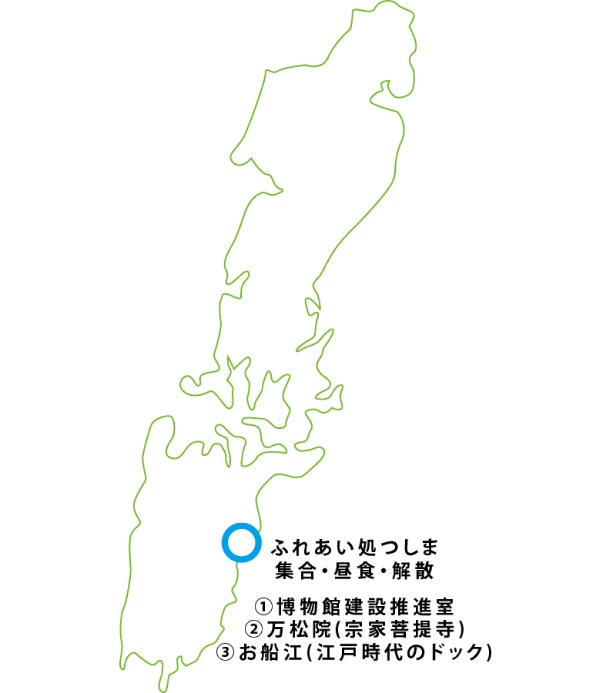 ふれあい処つしま
集合・昼食・解散
①博物館建設推進室
②万松院(宗家菩提寺)
③お船江(江戸時代のドック)